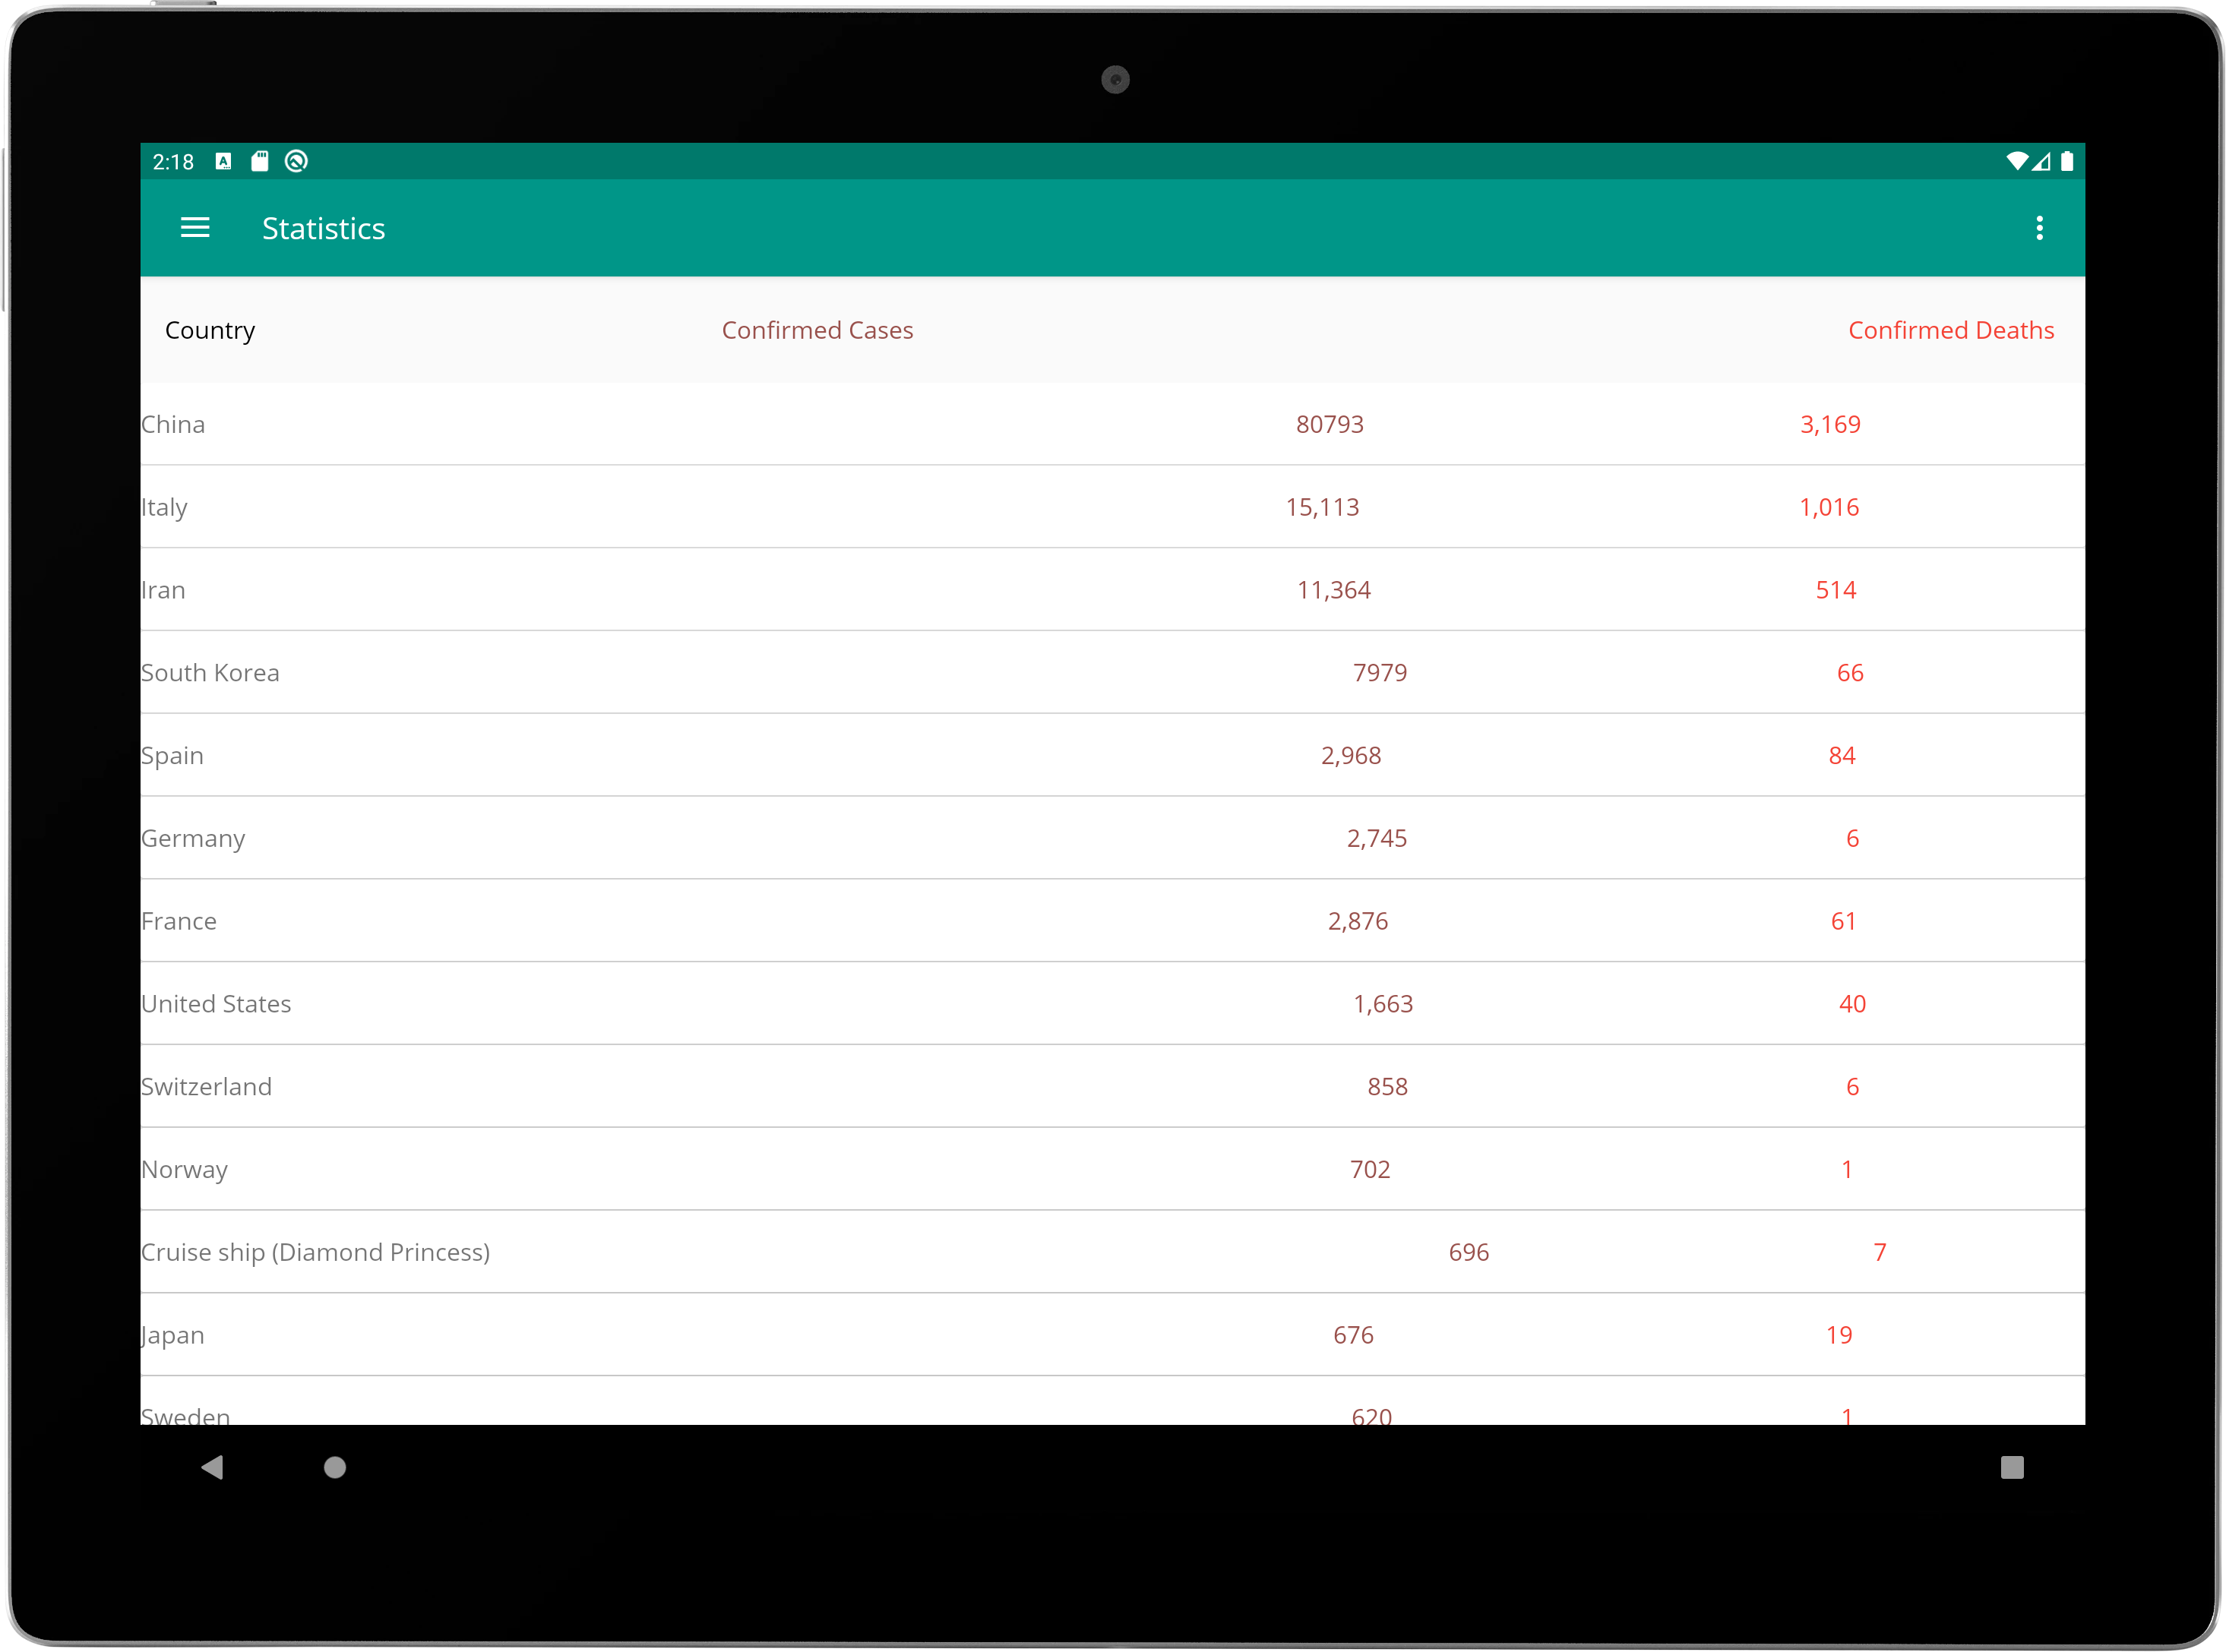 2:18
Statistics
Country Confirmed Cases Confirmed Deaths
China 80793 3,169
Italy 15,113 1,016
Iran 11,364 514
South Korea 7979 66
Spain 2,968 84
Germany 2,745 6
France 2,876 61
United States 1,663 40
Switzerland 858 6
Norway 702 1
Cruise ship (Diamond Princess) 696 7
Japan 676 19
Sweden 620 1